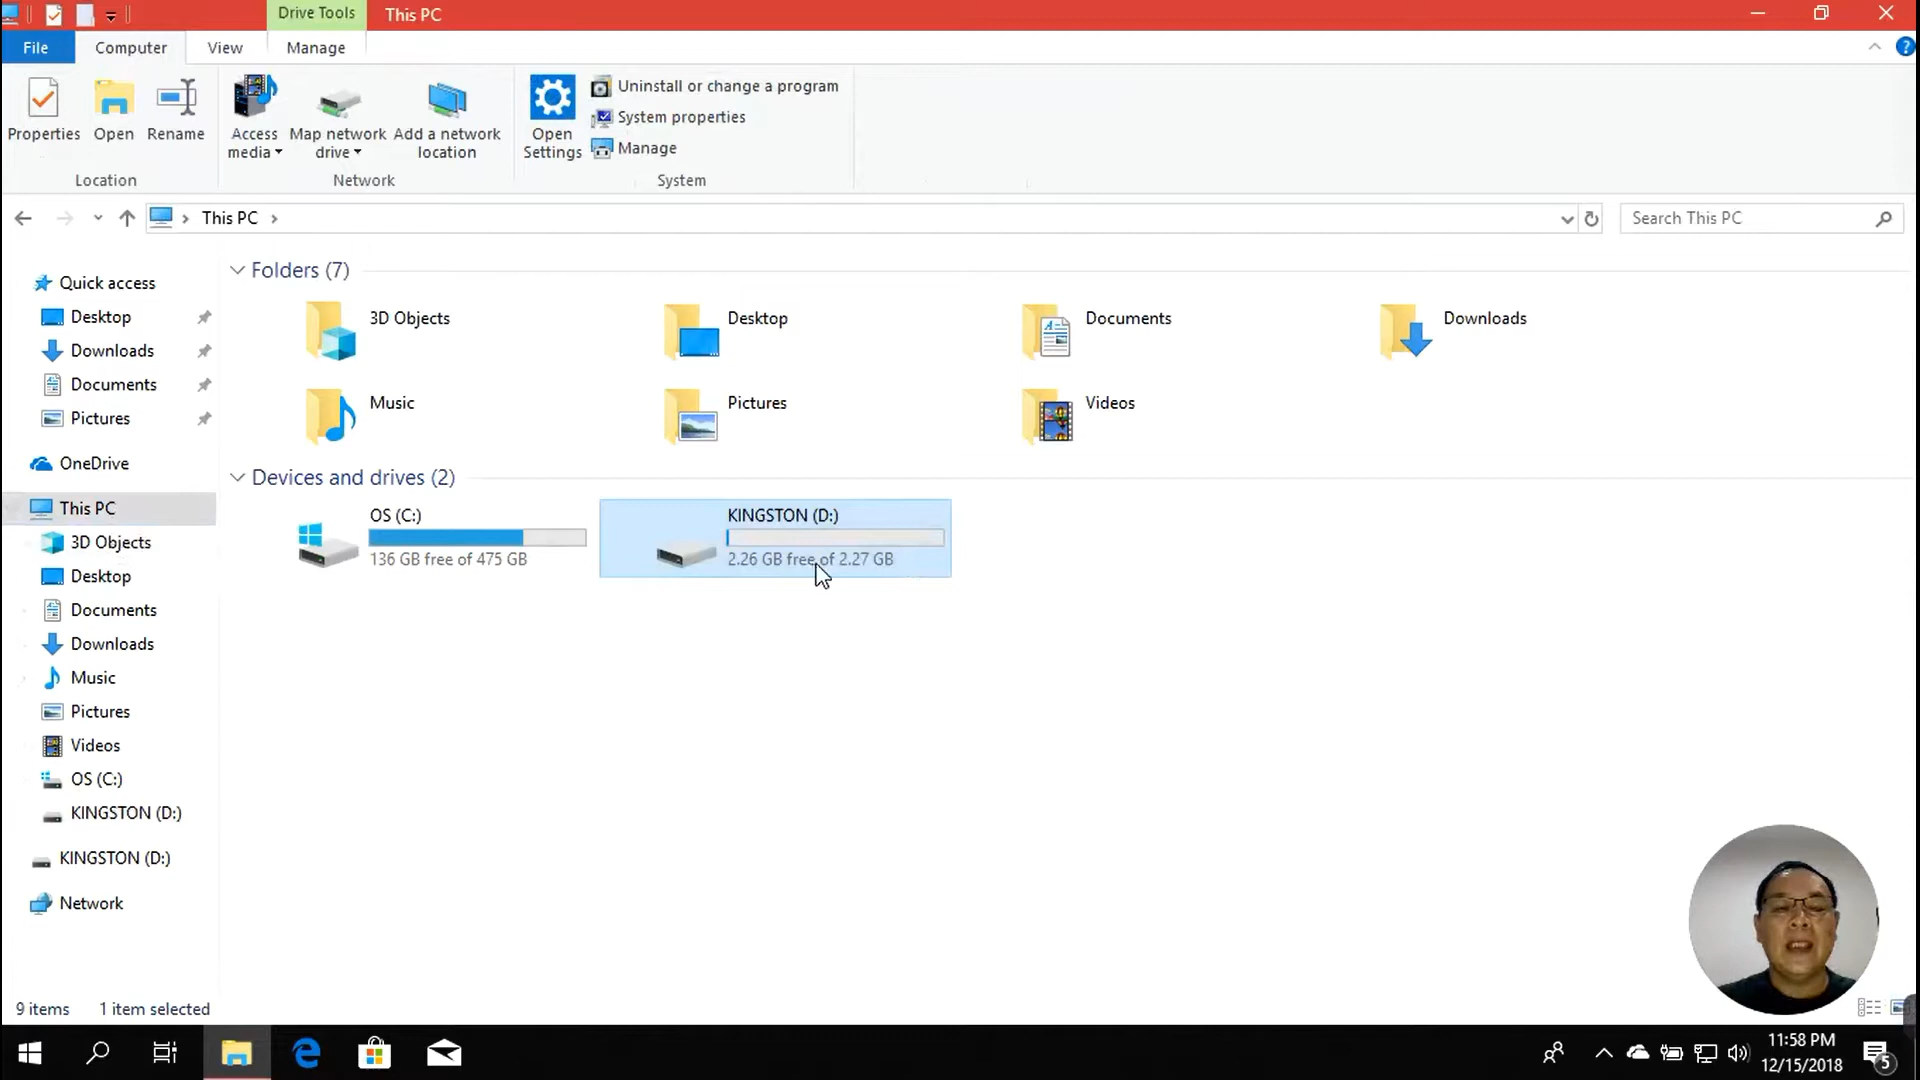 Drive Tools
This PC
File
Computer
View
Manage
?
Properties
Open
Rename
Access
media
Map network
drive
Add a network
location
Open
Settings
Uninstall or change a program
System properties
Manage
Location
Network
System
This PC
Search This PC
Quick access
Desktop
Downloads
Documents
Pictures
OneDrive
This PC
3D Objects
Desktop
Documents
Downloads
Music
Pictures
Videos
OS (C:)
KINGSTON (D:)
KINGSTON (D:)
Network
Folders (7)
3D Objects
Desktop
Documents
Downloads
Music
Pictures
Videos
Devices and drives (2)
OS (C:)
136 GB free of 475 GB
KINGSTON (D:)
2.26 GB free of 2.27 GB
9 items
1 item selected
11:58 PM
12/15/2018
5